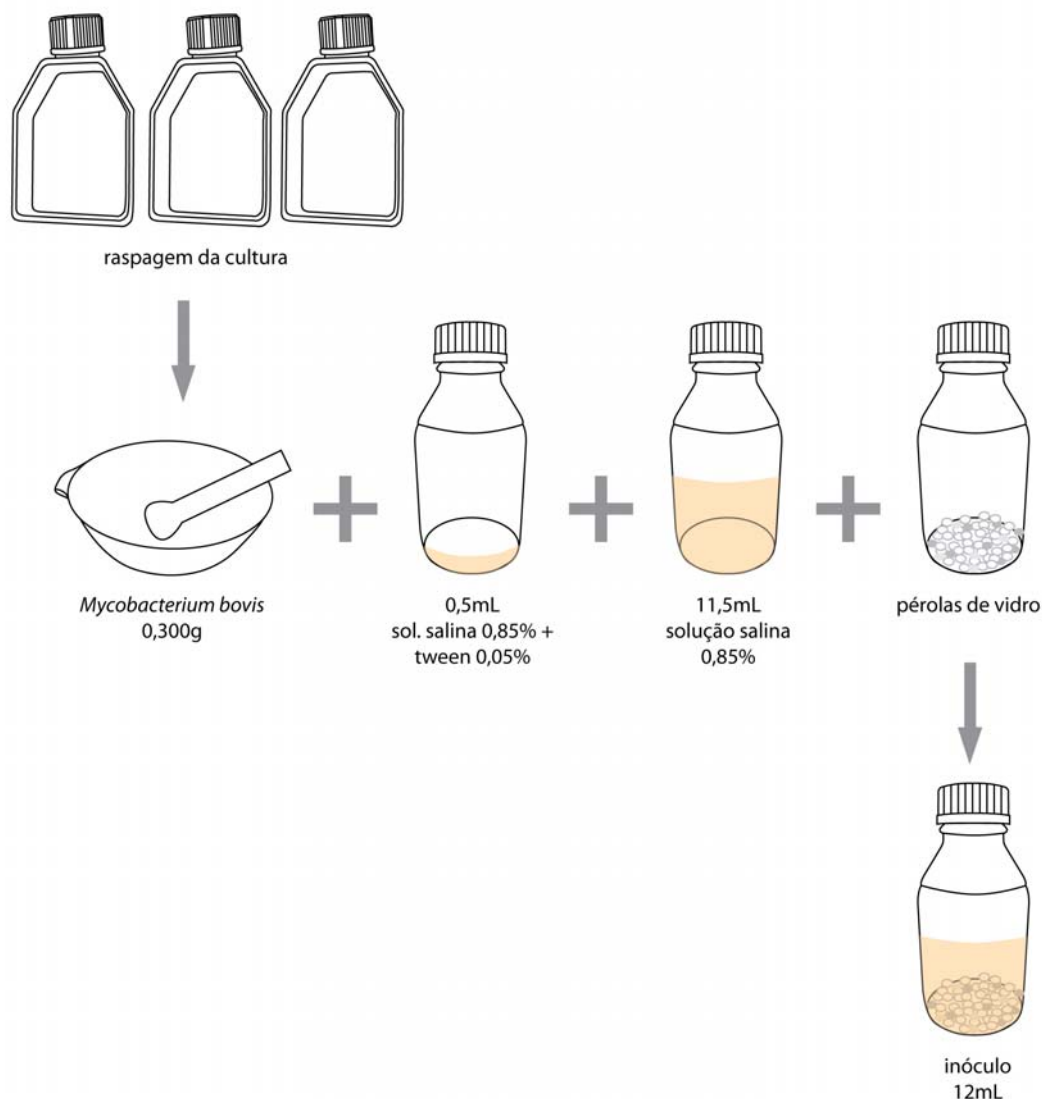 raspagem da cultura
Mycobacterium bovis
0,300g
0,5mL
sol. salina 0,85% +
tween 0,05%
11,5mL
solução salina
0,85%
pérolas de vidro
inóculo
12mL